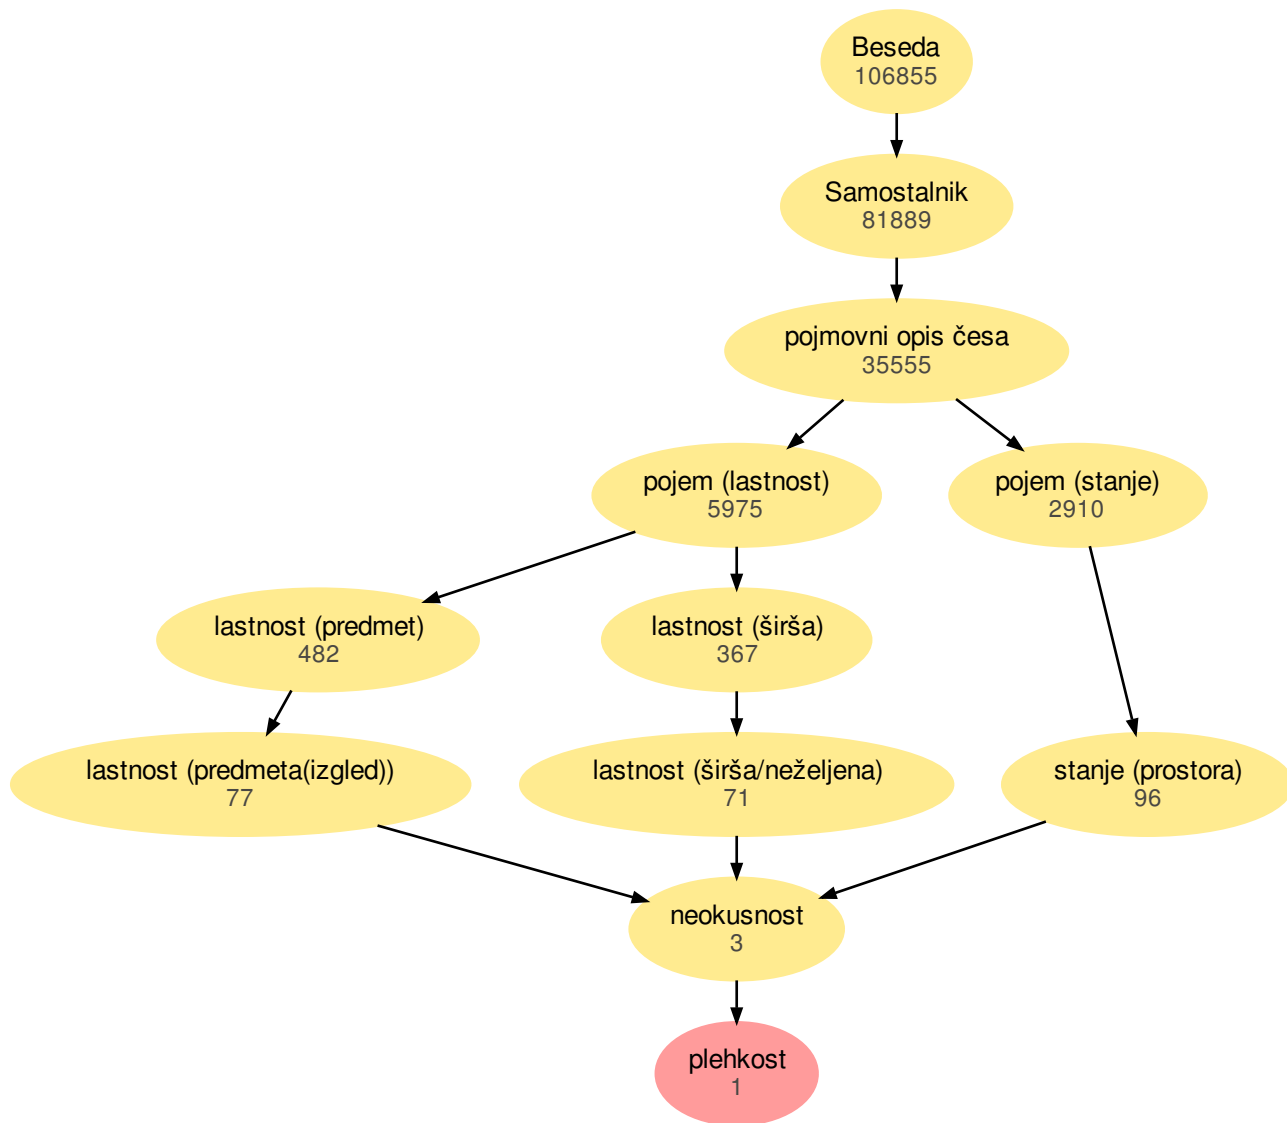 Beseda
106855
Samostalnik
81889
pojmovni opis česa
35555
pojem (lastnost)
5975
pojem (stanje)
2910
lastnost (predmet)
482
lastnost (širša)
367
lastnost (predmeta(izgled))
77
lastnost (širša/neželjena)
71
stanje (prostora)
96
neokusnost
3
plehkost
1